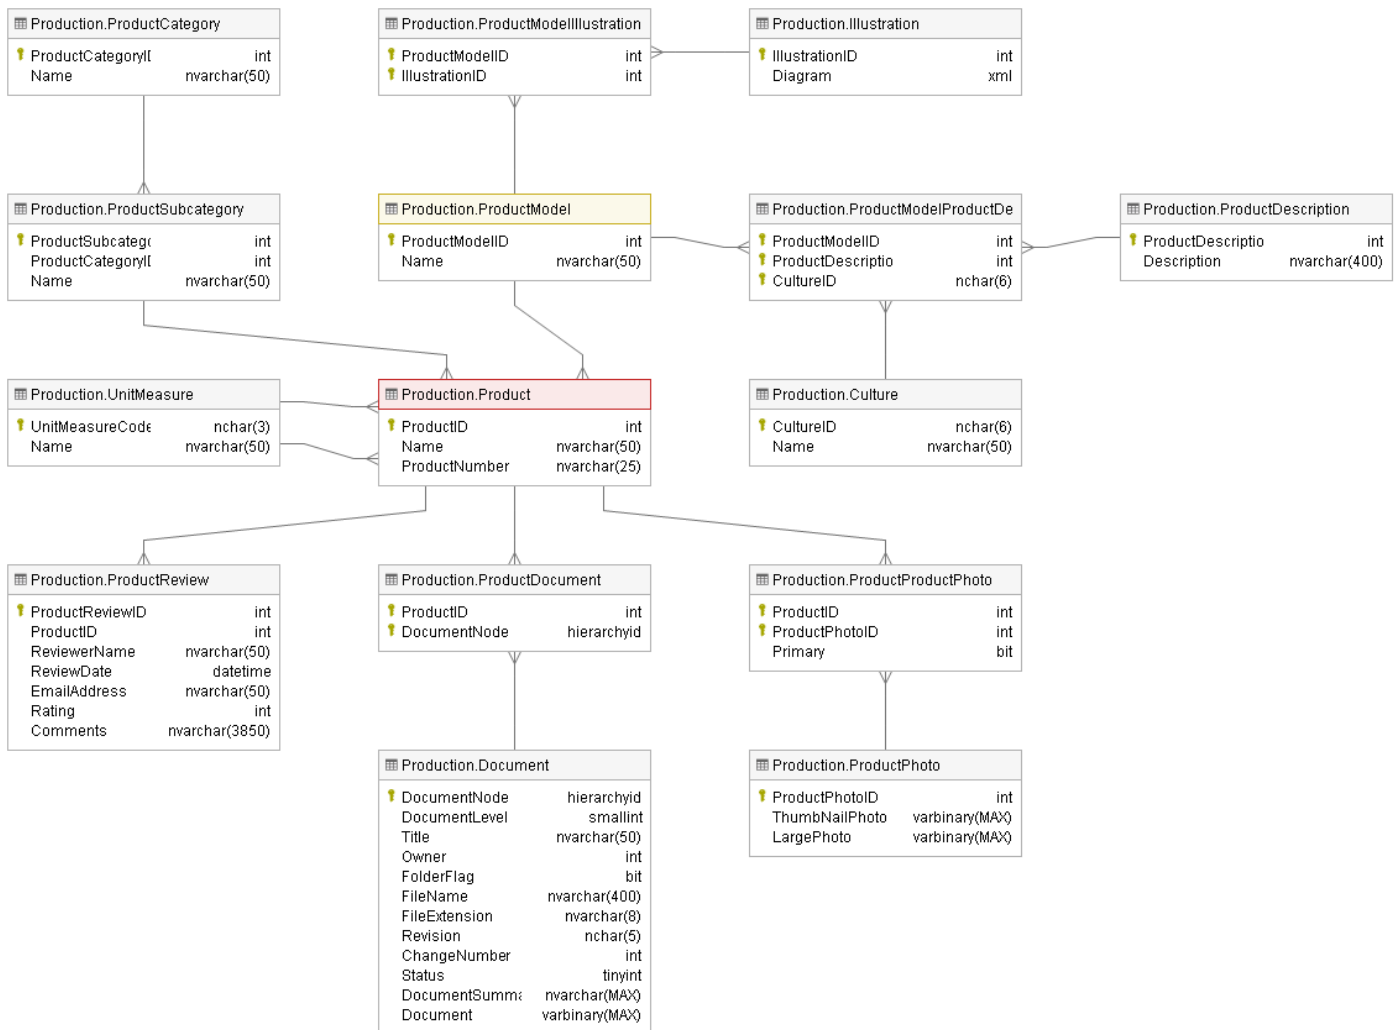 Production.ProductCategory
ProductCategoryI int
Name nvarchar(50)
Production.ProductModelIllustration
ProductModelID int
IllustrationID int
Production.Illustration
IllustrationID int
Diagram xml
Production.ProductSubcategory
ProductSubcatego int
ProductCategoryI int
Name nvarchar(50)
Production.ProductModel
ProductModelID int
Name nvarchar(50)
Production.ProductModelProductDe
ProductModelID int
ProductDescriptio int
CultureID nchar(6)
Production.ProductDescription
ProductDescriptio int
Description nvarchar(400)
Production.UnitMeasure
UnitMeasureCode nchar(3)
Name nvarchar(50)
Production.Product
ProductID int
Name nvarchar(50)
ProductNumber nvarchar(25)
Production.Culture
CultureID nchar(6)
Name nvarchar(50)
Production.ProductReview
ProductReviewID int
ProductID int
ReviewerName nvarchar(50)
ReviewDate datetime
EmailAddress nvarchar(50)
Rating int
Comments nvarchar(3850)
Production.ProductDocument
ProductID int
DocumentNode hierarchyid
Production.ProductProductPhoto
ProductID int
ProductPhotoID int
Primary bit
Production.Document
DocumentNode hierarchyid
DocumentLevel smallint
Title nvarchar(50)
Owner int
FolderFlag bit
FileName nvarchar(400)
FileExtension nvarchar(8)
Revision nchar(5)
ChangeNumber int
Status tinyint
DocumentSumma nvarchar(MAX)
Document varbinary(MAX)
Production.ProductPhoto
ProductPhotoID int
ThumbNailPhoto varbinary(MAX)
LargePhoto varbinary(MAX)